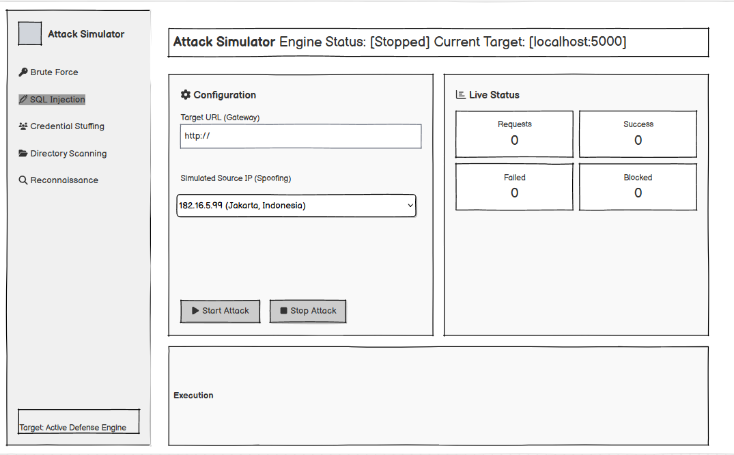 Attack Simulator
Brute Force
SQL Injection
Credential Stuffing
Directory Scanning
Reconnaissance
Target: Active Defense Engine
Attack Simulator Engine Status: [Stopped] Current Target: [localhost:5000]
Configuration
Target URL (Gateway)
http://
Simulated Source IP (Spoofing)
182.16.5.99 (Jakarta, Indonesia)
Start Attack
Stop Attack
Live Status
Requests
0
Success
0
Failed
0
Blocked
0
Execution